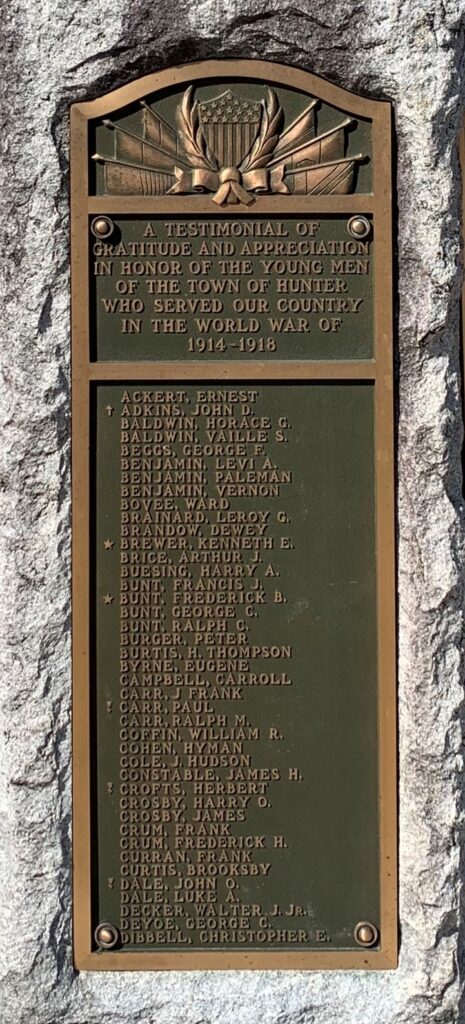 A TESTIMONIAL OF
GRATITUDE AND APPRECIATION
IN HONOR OF THE YOUNG MEN
OF THE TOWN OF HUNTER
WHO SERVED OUR COUNTRY
IN THE WORLD WAR OF
1914-1918
ACKERT, ERNEST
† ADKINS, JOHN D.
BALDWIN, HORACE G.
BALDWIN, VAILLE S.
BEGGS, GEORGE F.
BENJAMIN, LEVI A.
BENJAMIN, PALEMAN
BENJAMIN, VERNON
BOVEE, WARD
BRAINARD, LEROY G.
BRANDOW, DEWEY
★ BREWER, KENNETH E.
BRICE, ARTHUR J.
BUESING, HARRY A.
BUNT, FRANCIS J.
★ BUNT, FREDERICK B.
BUNT, GEORGE C.
BUNT, RALPH C.
BURGER, PETER
BURTIS, H. THOMPSON
BYRNE, EUGENE
CAMPBELL, CARROLL
CARR, J FRANK
CARR, PAUL
CARR, RALPH M.
COFFIN, WILLIAM R.
COHEN, HYMAN
COLE, J. HUDSON
CONSTABLE, JAMES H.
CROFTS, HERBERT
CROSBY, HARRY O.
CROSBY, JAMES
CRUM, FRANK
CRUM, FREDERICK H.
CURRAN, FRANK
CURTIS, BROOKSBY
DALE, JOHN O.
DALE, LUKE A.
DECKER, WALTER J. JR.
DEYOE, GEORGE C.
DIBBELL, CHRISTOPHER E.